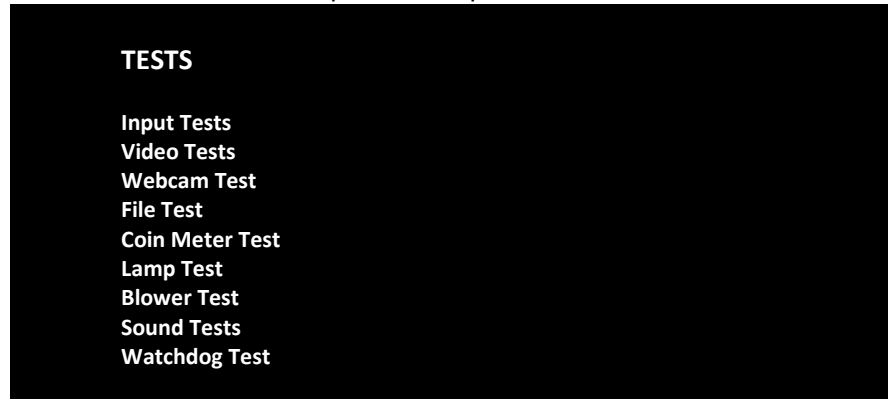 TESTS
Input Tests
Video Tests
Webcam Test
File Test
Coin Meter Test
Lamp Test
Blower Test
Sound Tests
Watchdog Test